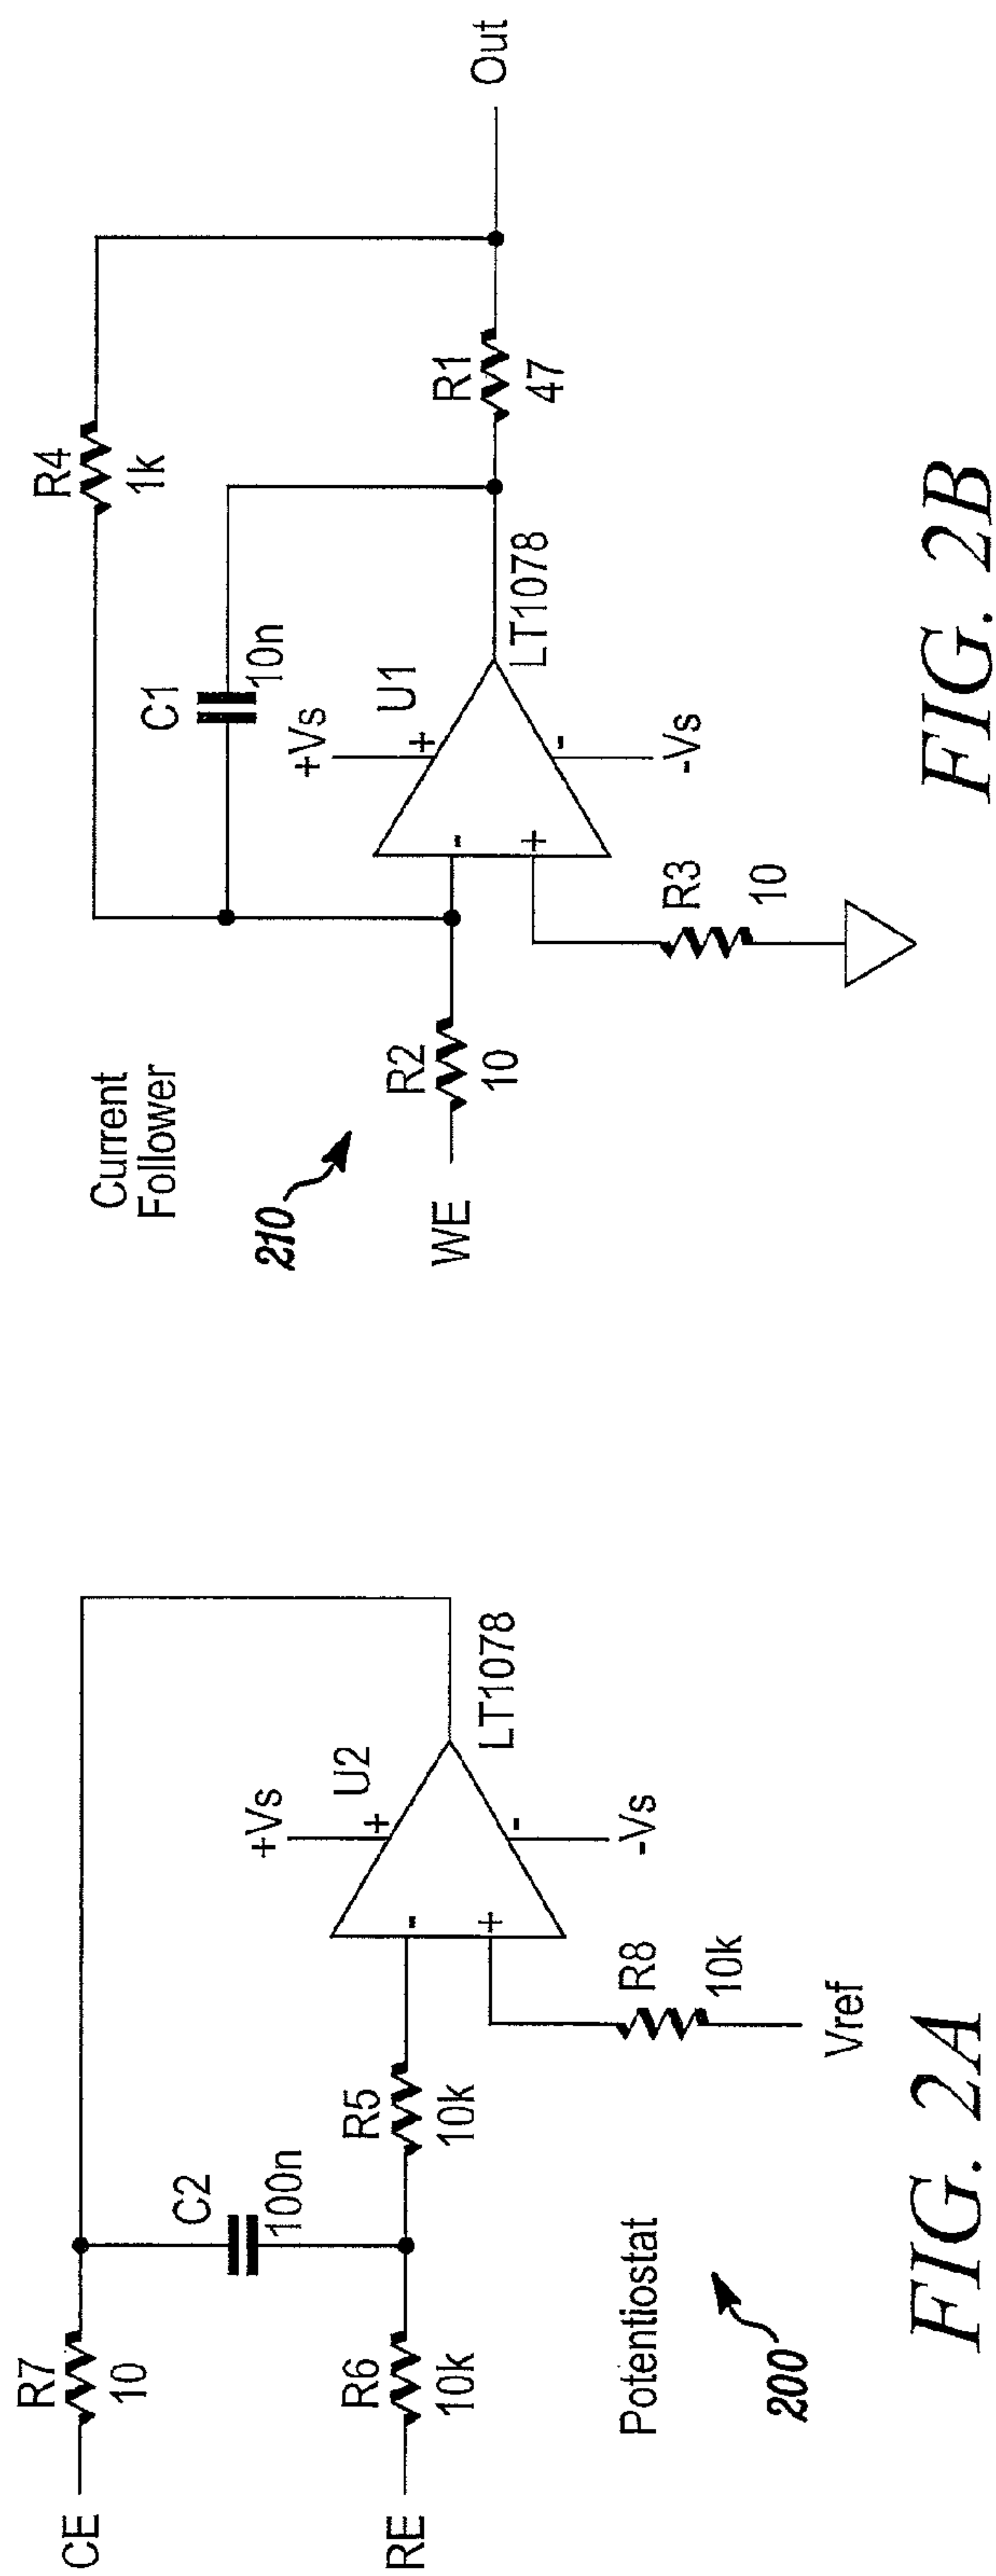 CE
R7
10
C2
100n
RE
R6
10k
R5
10k
+Vs
+
U2
-
+
-
-Vs
LT1078
R8
10k
Vref
Potentiostat
200
FIG. 2A
Current
Follower
210
WE
R2
10
R4
1k
C1
10n
+Vs
+
U1
-
+
-
-Vs
LT1078
R3
10
R1
47
Out
FIG. 2B